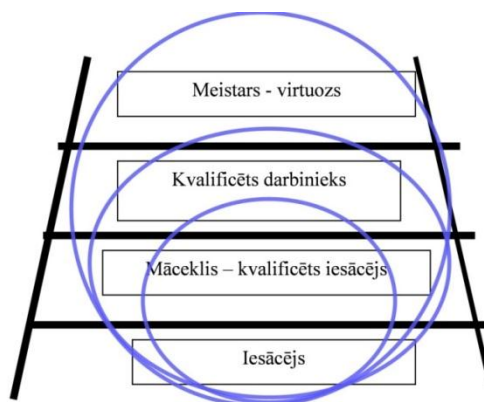 Meistars - virtuozs
Kvalificēts darbinieks
Māceklis – kvalificēts iesācējs
Iesācējs